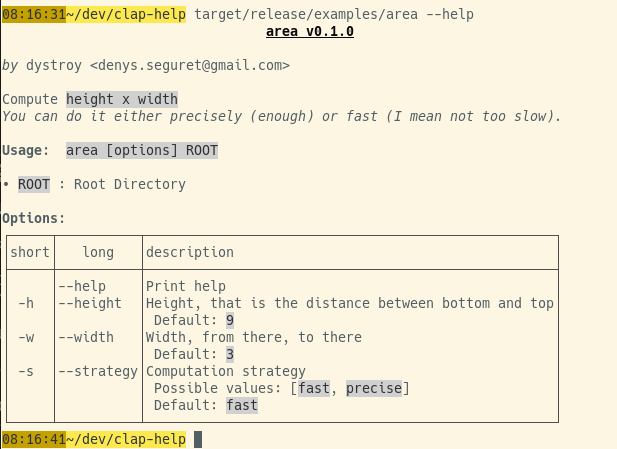 08:16:31~/dev/clap-help target/release/examples/area --help
area v0.1.0
by dystroy <denys.seguret@gmail.com>
Compute height x width
You can do it either precisely (enough) or fast (I mean not too slow).
Usage: area [options] ROOT
• ROOT : Root Directory
Options:
short long description
--help Print help
-h --height Height, that is the distance between bottom and top
Default: 9
-w --width Width, from there, to there
Default: 3
-s --strategy Computation strategy
Possible values: [fast, precise]
Default: fast
08:16:41~/dev/clap-help